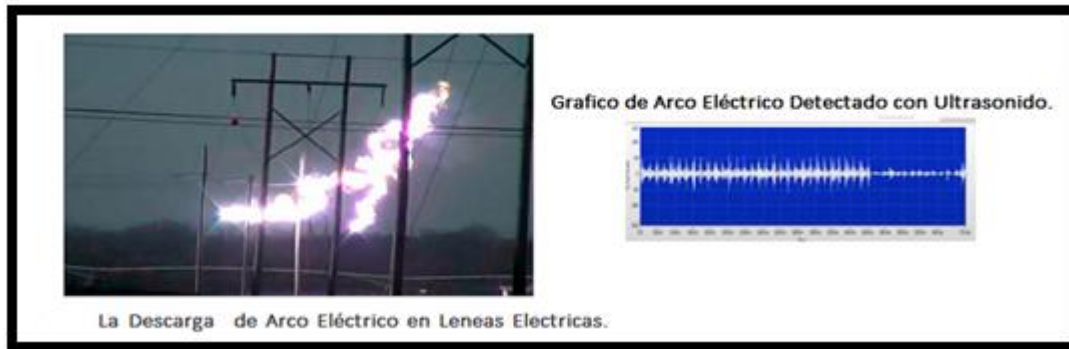 Grafico de Arco Eléctrico Detectado con Ultrasonido.
La Descarga de Arco Eléctrico en Leneas Electricas.